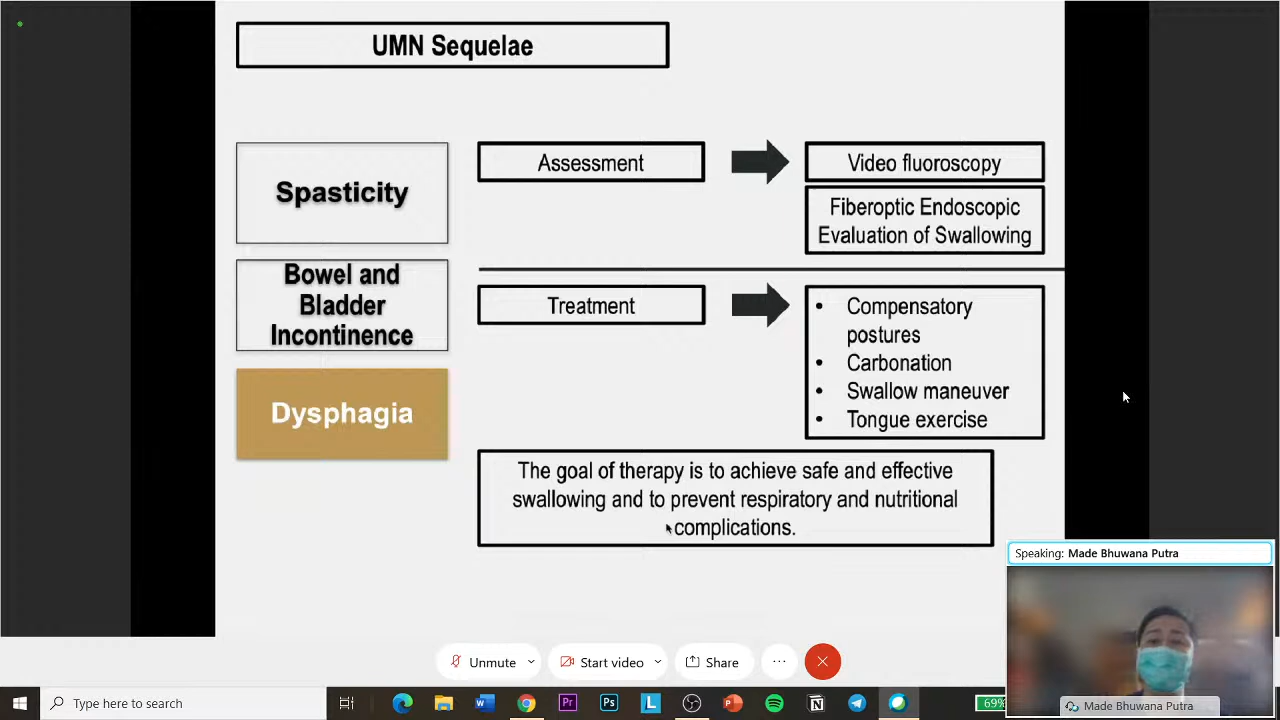 UMN Sequelae
Spasticity
Bowel and
Bladder
Incontinence
Dysphagia
Assessment
Video fluoroscopy
Fiberoptic Endoscopic
Evaluation of Swallowing
Treatment
• Compensatory
postures
• Carbonation
• Swallow maneuver
• Tongue exercise
The goal of therapy is to achieve safe and effective
swallowing and to prevent respiratory and nutritional
complications.
Speaking: Made Bhuwana Putra
Made Bhuwana Putra
Unmute
Start video
Share
Type here to search
W
Pr
Ps
L
P
N
69%